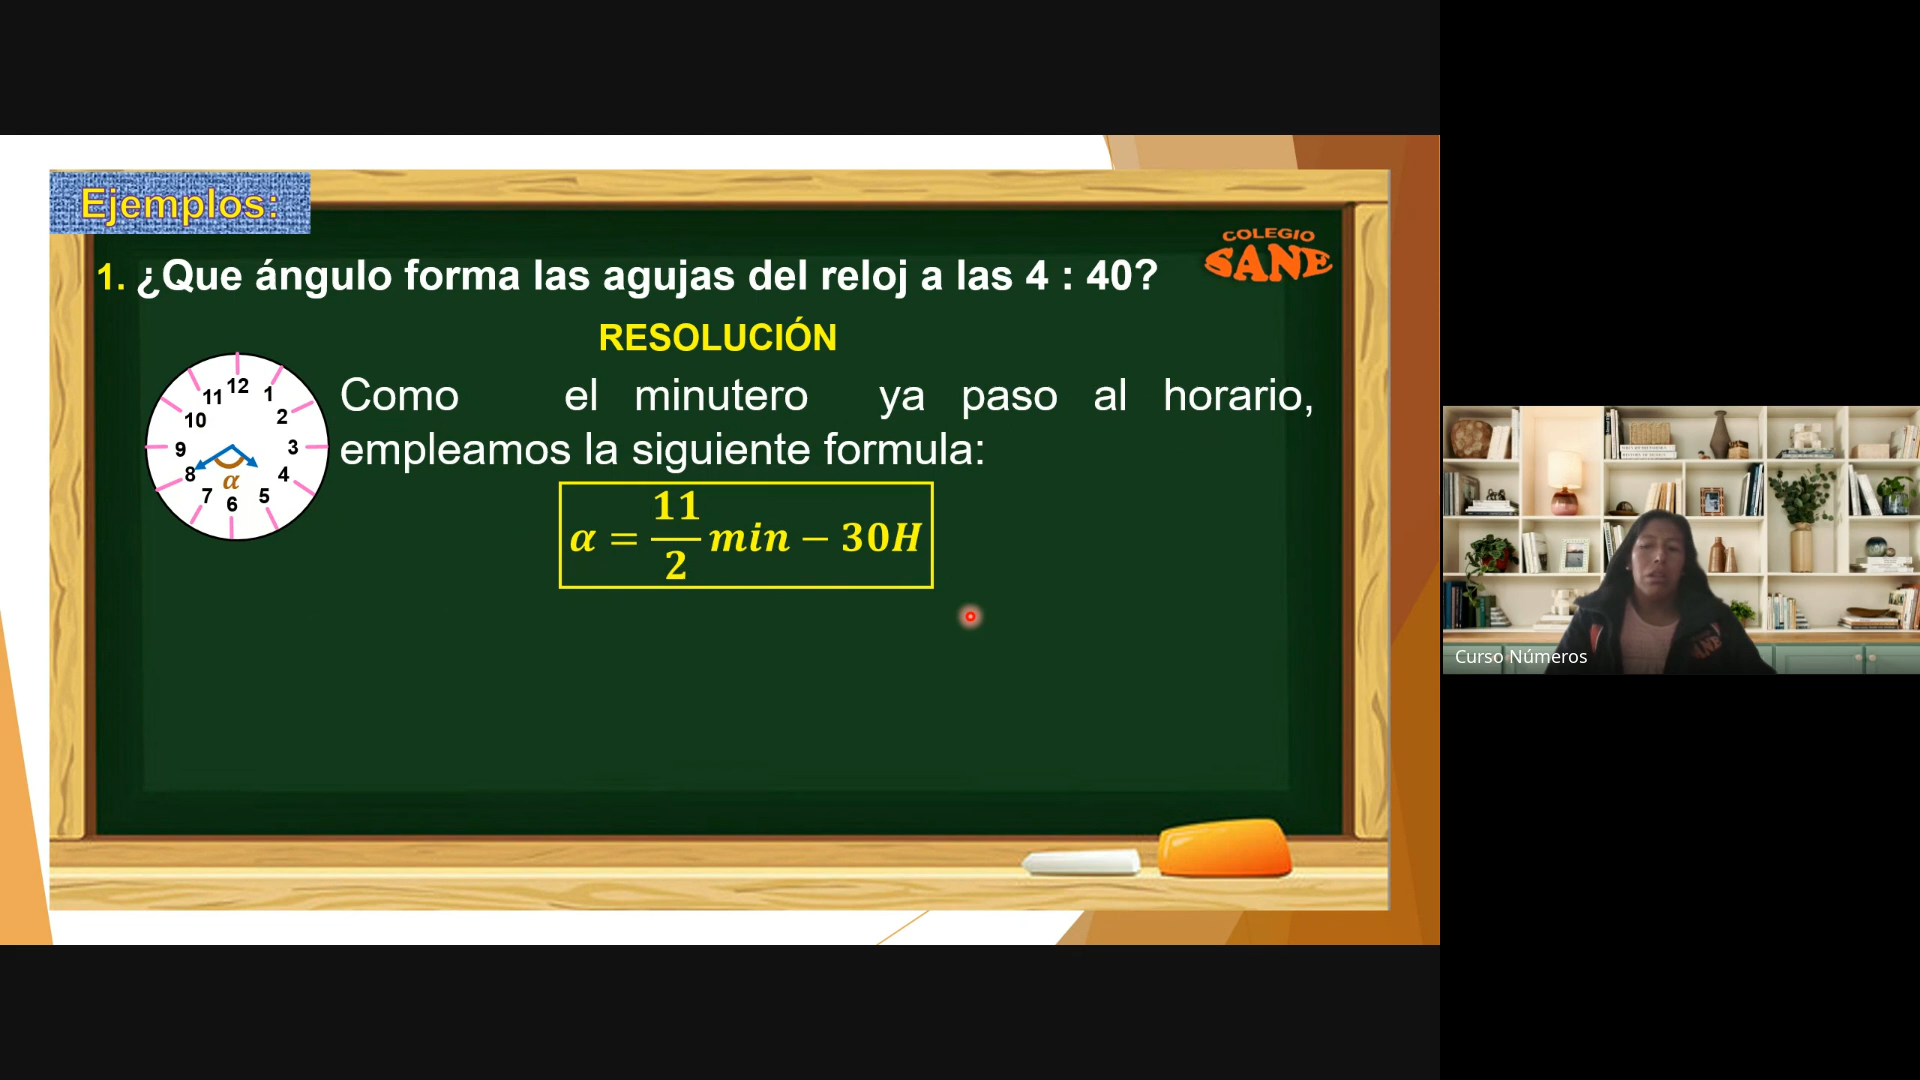 Ejemplos:
COLEGIO
SANE
1. ¿Que ángulo forma las agujas del reloj a las 4 : 40?
RESOLUCIÓN
Como el minutero ya paso al horario,
empleamos la siguiente formula:
12
11 1
10 2
9 3
8 4
7 5
6
α
α = 11/2 min − 30H
Curso Números